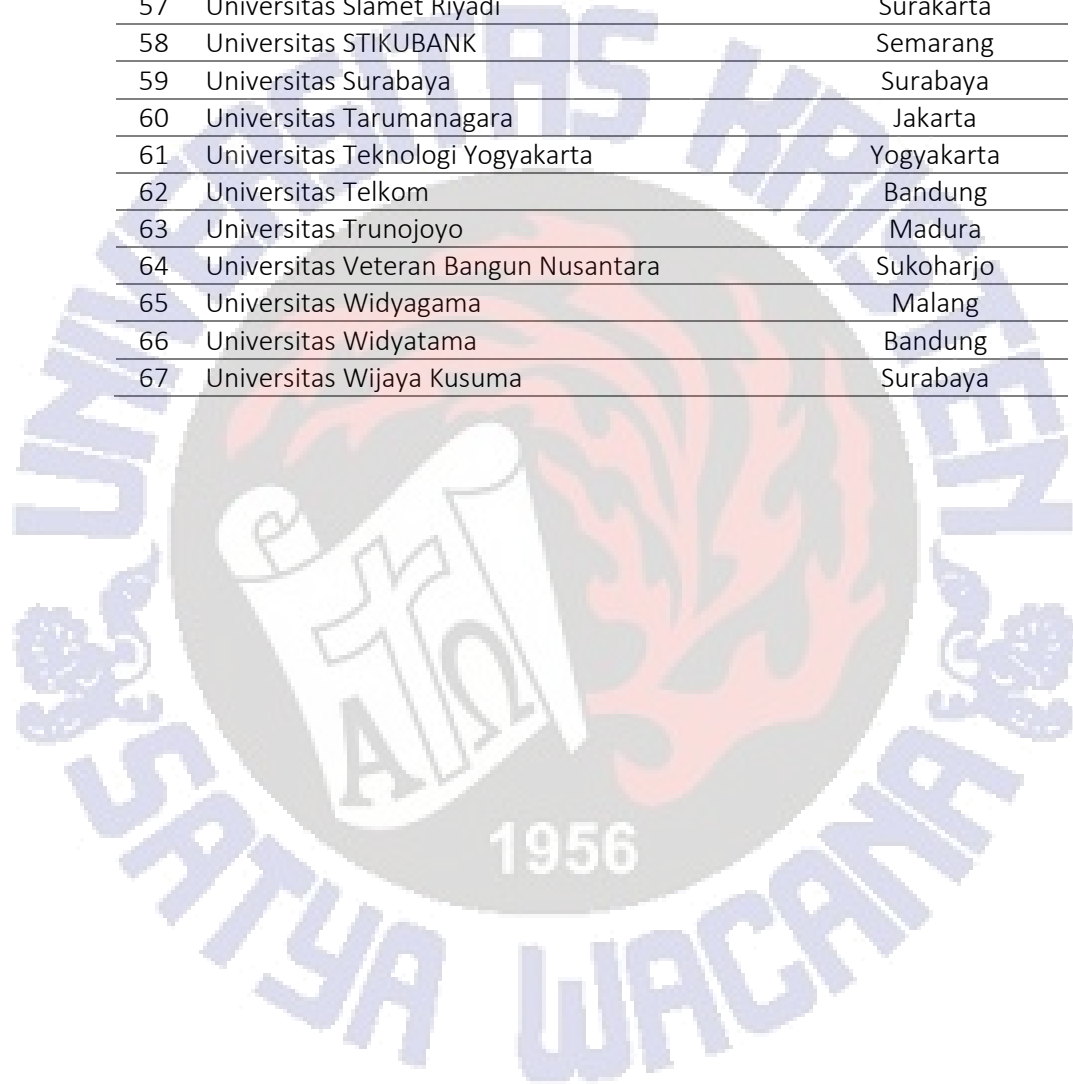 57 Universitas Slamet Riyadi Surakarta
58 Universitas STIKUBANK Semarang
59 Universitas Surabaya Surabaya
60 Universitas Tarumanagara Jakarta
61 Universitas Teknologi Yogyakarta Yogyakarta
62 Universitas Telkom Bandung
63 Universitas Trunojoyo Madura
64 Universitas Veteran Bangun Nusantara Sukoharjo
65 Universitas Widyagama Malang
66 Universitas Widyatama Bandung
67 Universitas Wijaya Kusuma Surabaya
UNIVERSITAS KRISTEN
SATYA WACANA
AΩ
1956